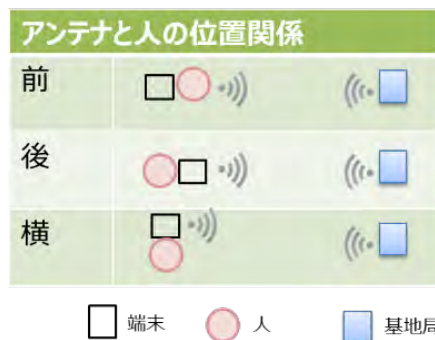 アンテナと人の位置関係
前
後
横
端末 人 基地局